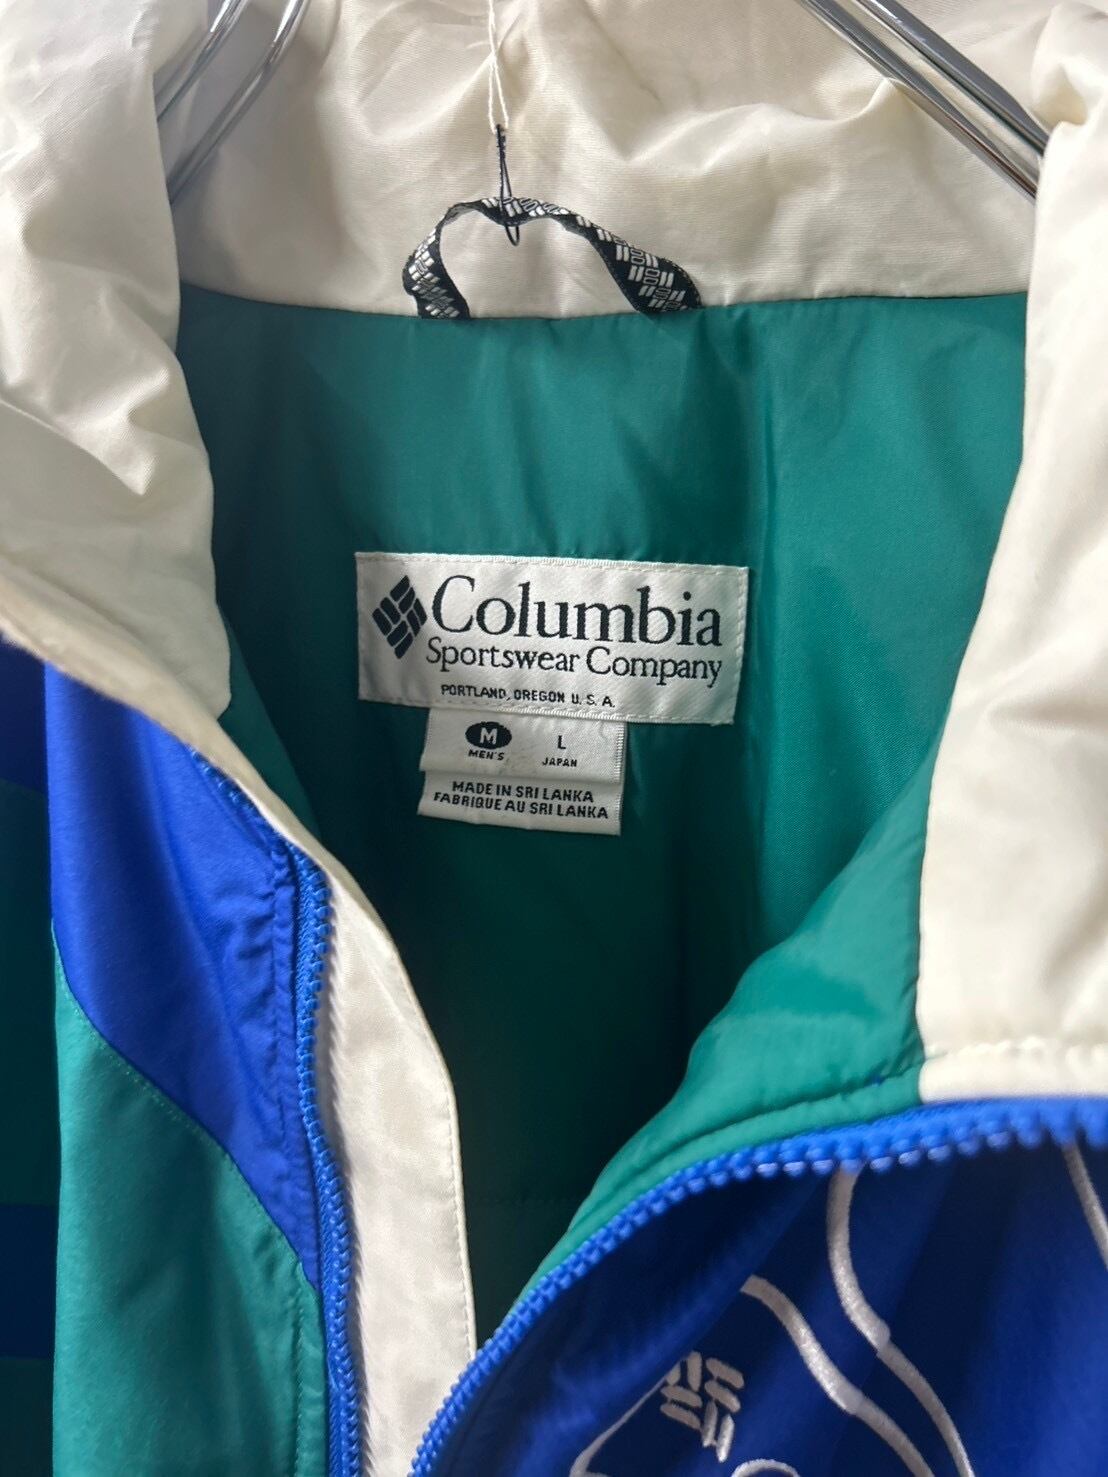 Columbia
Sportswear Company
PORTLAND, OREGON U.S.A.
M L
MEN'S JAPAN
MADE IN SRI LANKA
FABRIQUE AU SRI LANKA